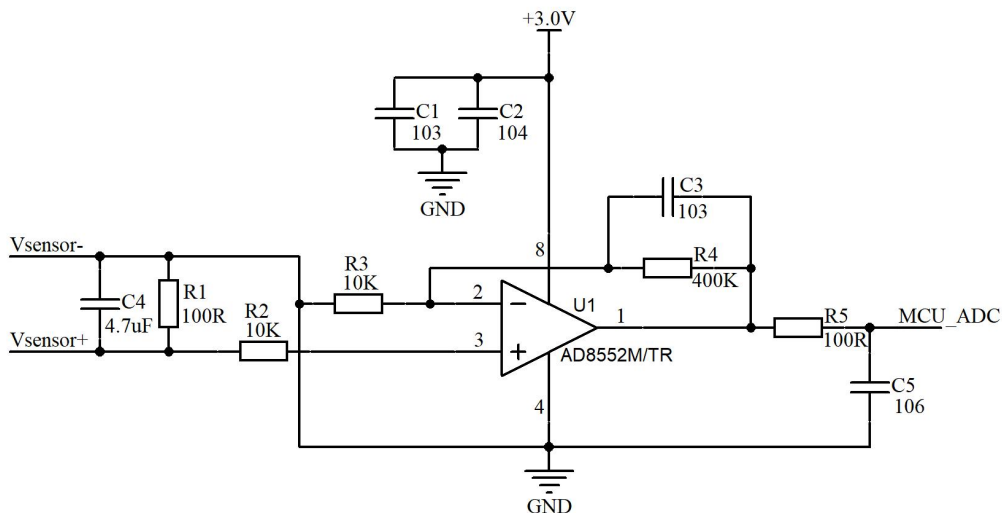 +3.0V
C1
103
C2
104
GND
C3
103
Vsensor-
8
R4
400K
R3
10K
C4
4.7uF
R1
100R
R2
10K
2
U1
1
MCU_ADC
R5
100R
Vsensor+
3
AD8552M/TR
C5
106
4
GND